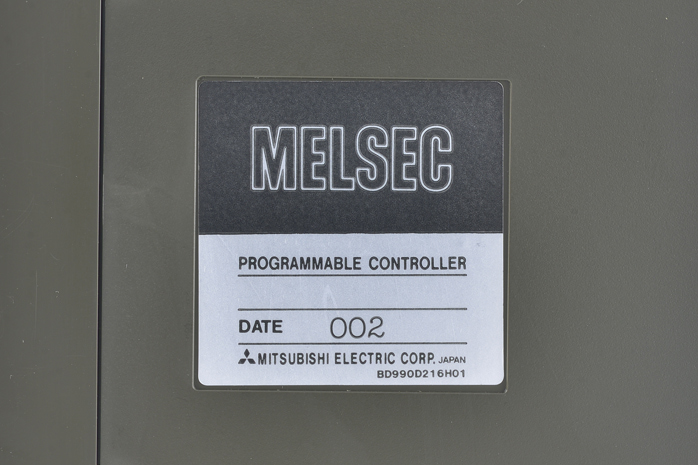 MELSEC
PROGRAMMABLE CONTROLLER
DATE 002
MITSUBISHI ELECTRIC CORP. JAPAN
BD990D216H01